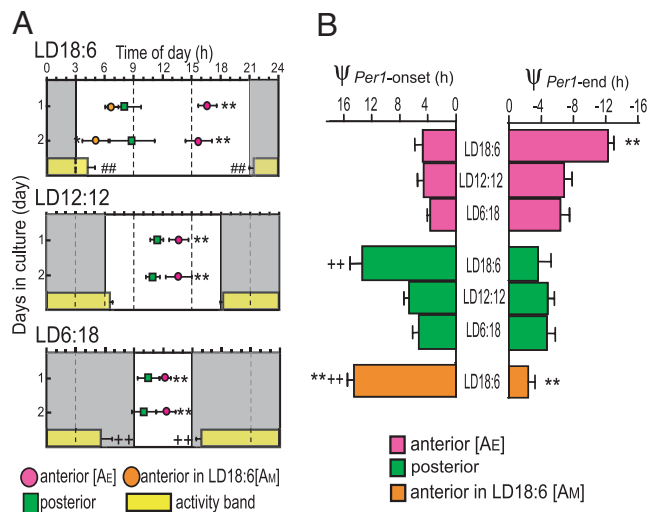 A
LD18:6
Time of day (h)
0 3 6 9 12 15 18 21 24
1
**
2
*
**
##
##
LD12:12
Days in culture (day)
1
**
2
**
LD6:18
1
**
2
**
++
++
anterior [AE]
anterior in LD18:6[AM]
posterior
activity band
B
Ψ Per1-onset (h)
Ψ Per1-end (h)
16 12 8 4 0
0 -4 -8 -12 -16
LD18:6
**
LD12:12
LD6:18
++
LD18:6
LD12:12
LD6:18
**++
LD18:6
**
anterior [AE]
posterior
anterior in LD18:6 [AM]